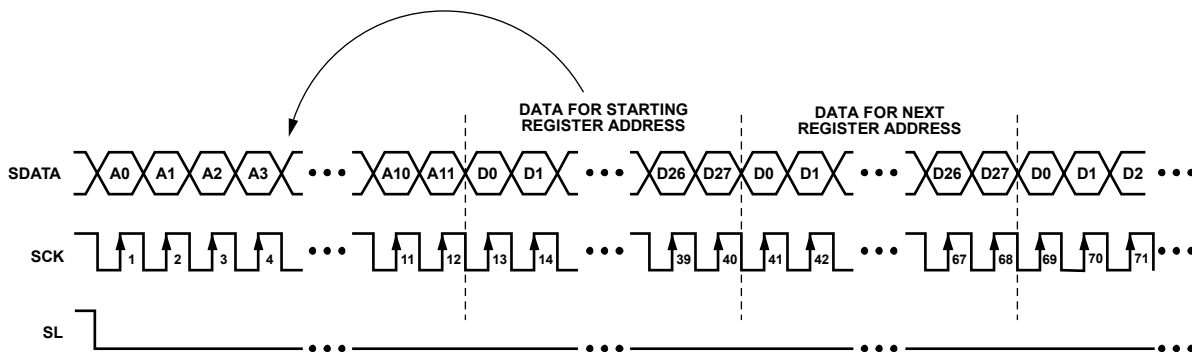 DATA FOR STARTING
REGISTER ADDRESS
DATA FOR NEXT
REGISTER ADDRESS
SDATA A0 A1 A2 A3 ••• A10 A11 D0 D1 ••• D26 D27 D0 D1 ••• D26 D27 D0 D1 D2 •••
SCK 1 2 3 4 ••• 11 12 13 14 ••• 39 40 41 42 ••• 67 68 69 70 71 •••
SL ••• ••• ••• •••